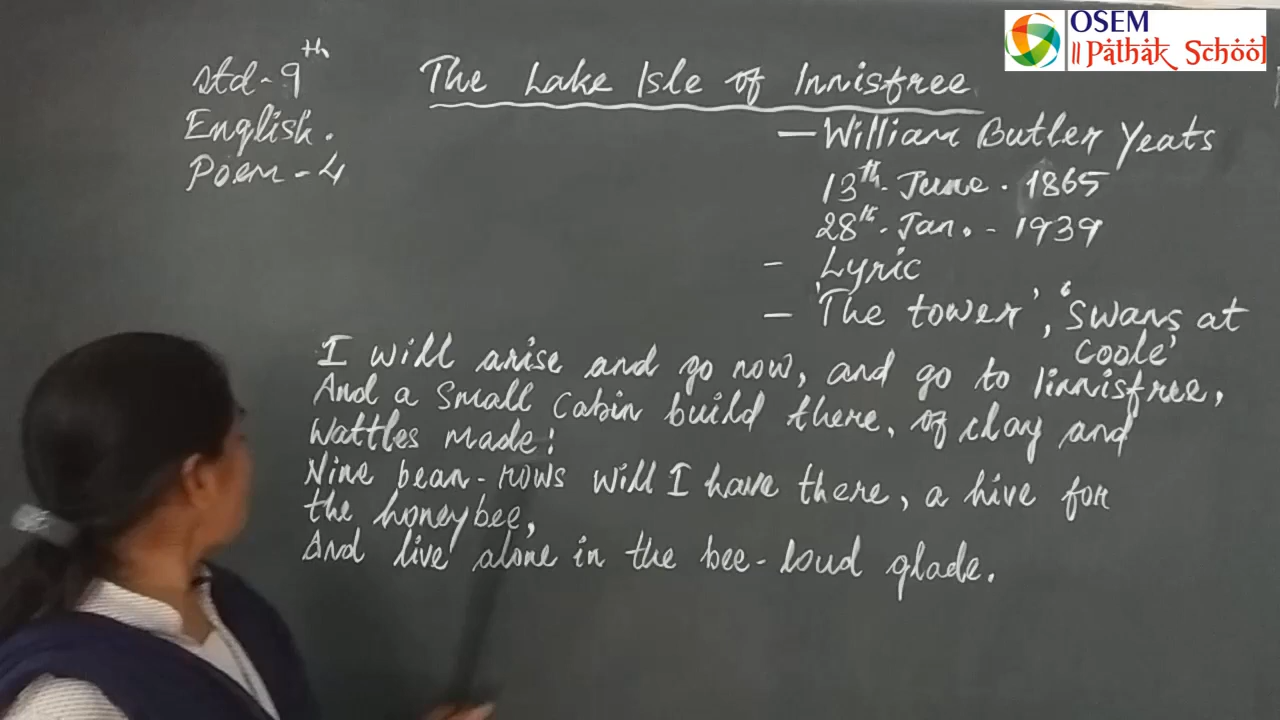 OSEM
॥ Pathak School
Std - 9th
The Lake Isle of Innisfree
English.
Poem - 4
— William Butler Yeats
13th June. 1865
28th. Jan. - 1939
- Lyric
- 'The tower', 'Swans at
Coole'
I will arise and go now, and go to Iinnisfree,
And a small cabin build there, of clay and
wattles made:
Nine bean-rows will I have there, a hive for
the honeybee,
And live alone in the bee-loud glade.